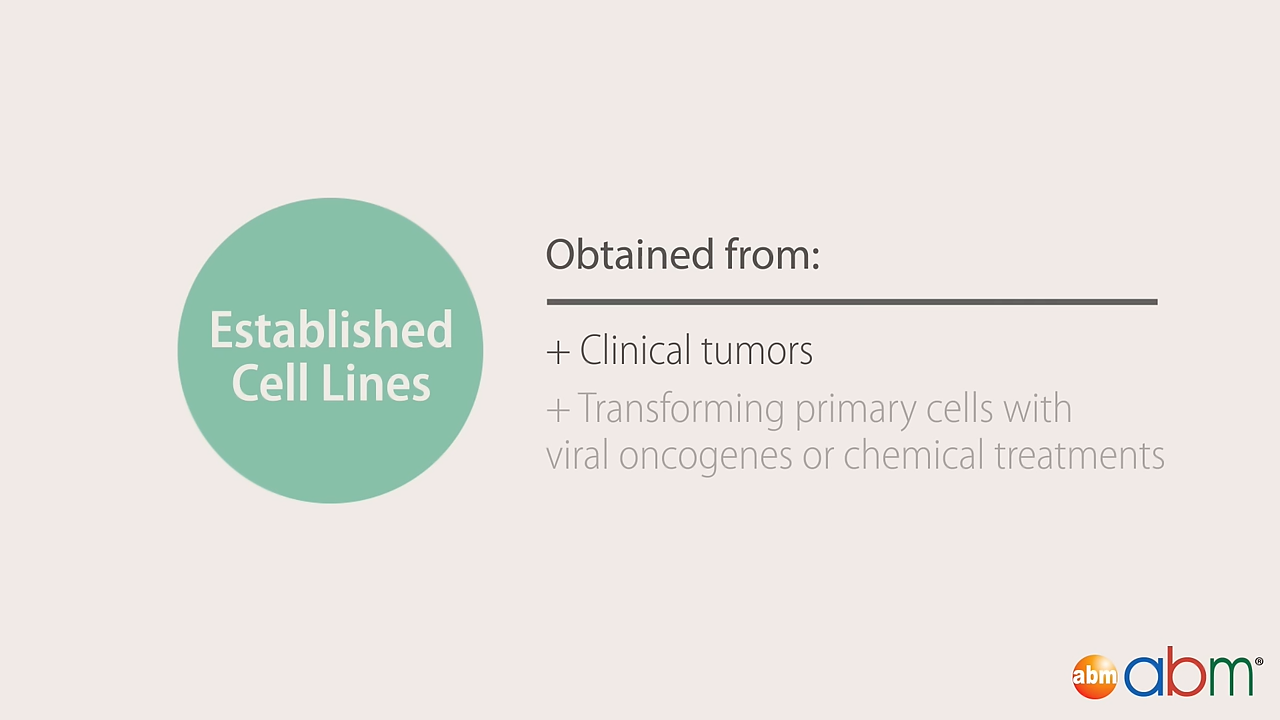 Established
Cell Lines
Obtained from:
+ Clinical tumors
+ Transforming primary cells with
viral oncogenes or chemical treatments
abm abm®